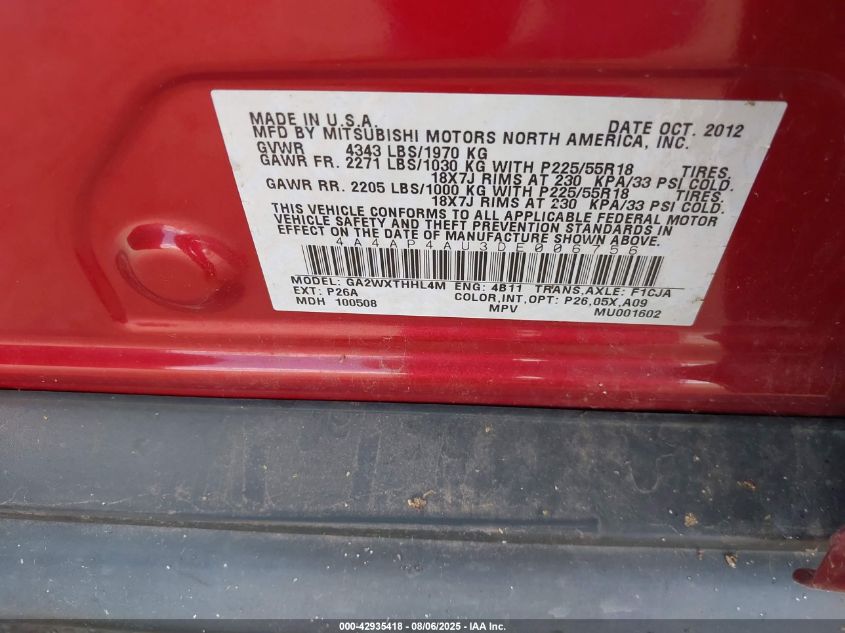 MADE IN U.S.A. DATE OCT. 2012
MFD BY MITSUBISHI MOTORS NORTH AMERICA, INC.
GVWR 4343 LBS/1970 KG
GAWR FR. 2271 LBS/1030 KG WITH P225/55R18 TIRES,
18X7J RIMS AT 230 KPA/33 PSI COLD.
GAWR RR. 2205 LBS/1000 KG WITH P225/55R18 TIRES,
18X7J RIMS AT 230 KPA/33 PSI COLD.
THIS VEHICLE CONFORMS TO ALL APPLICABLE FEDERAL MOTOR
VEHICLE SAFETY AND THEFT PREVENTION STANDARDS IN
EFFECT ON THE DATE OF MANUFACTURE SHOWN ABOVE.
4A4AP4AU3DE006756
MODEL: GA2WXTHHL4M ENG: 4B11 TRANS,AXLE: F1CJA
EXT: P26A COLOR,INT,OPT: P26,05X,A09
MDH 100508 MPV MU001602
000-42935418 - 08/06/2025 - IAA Inc.